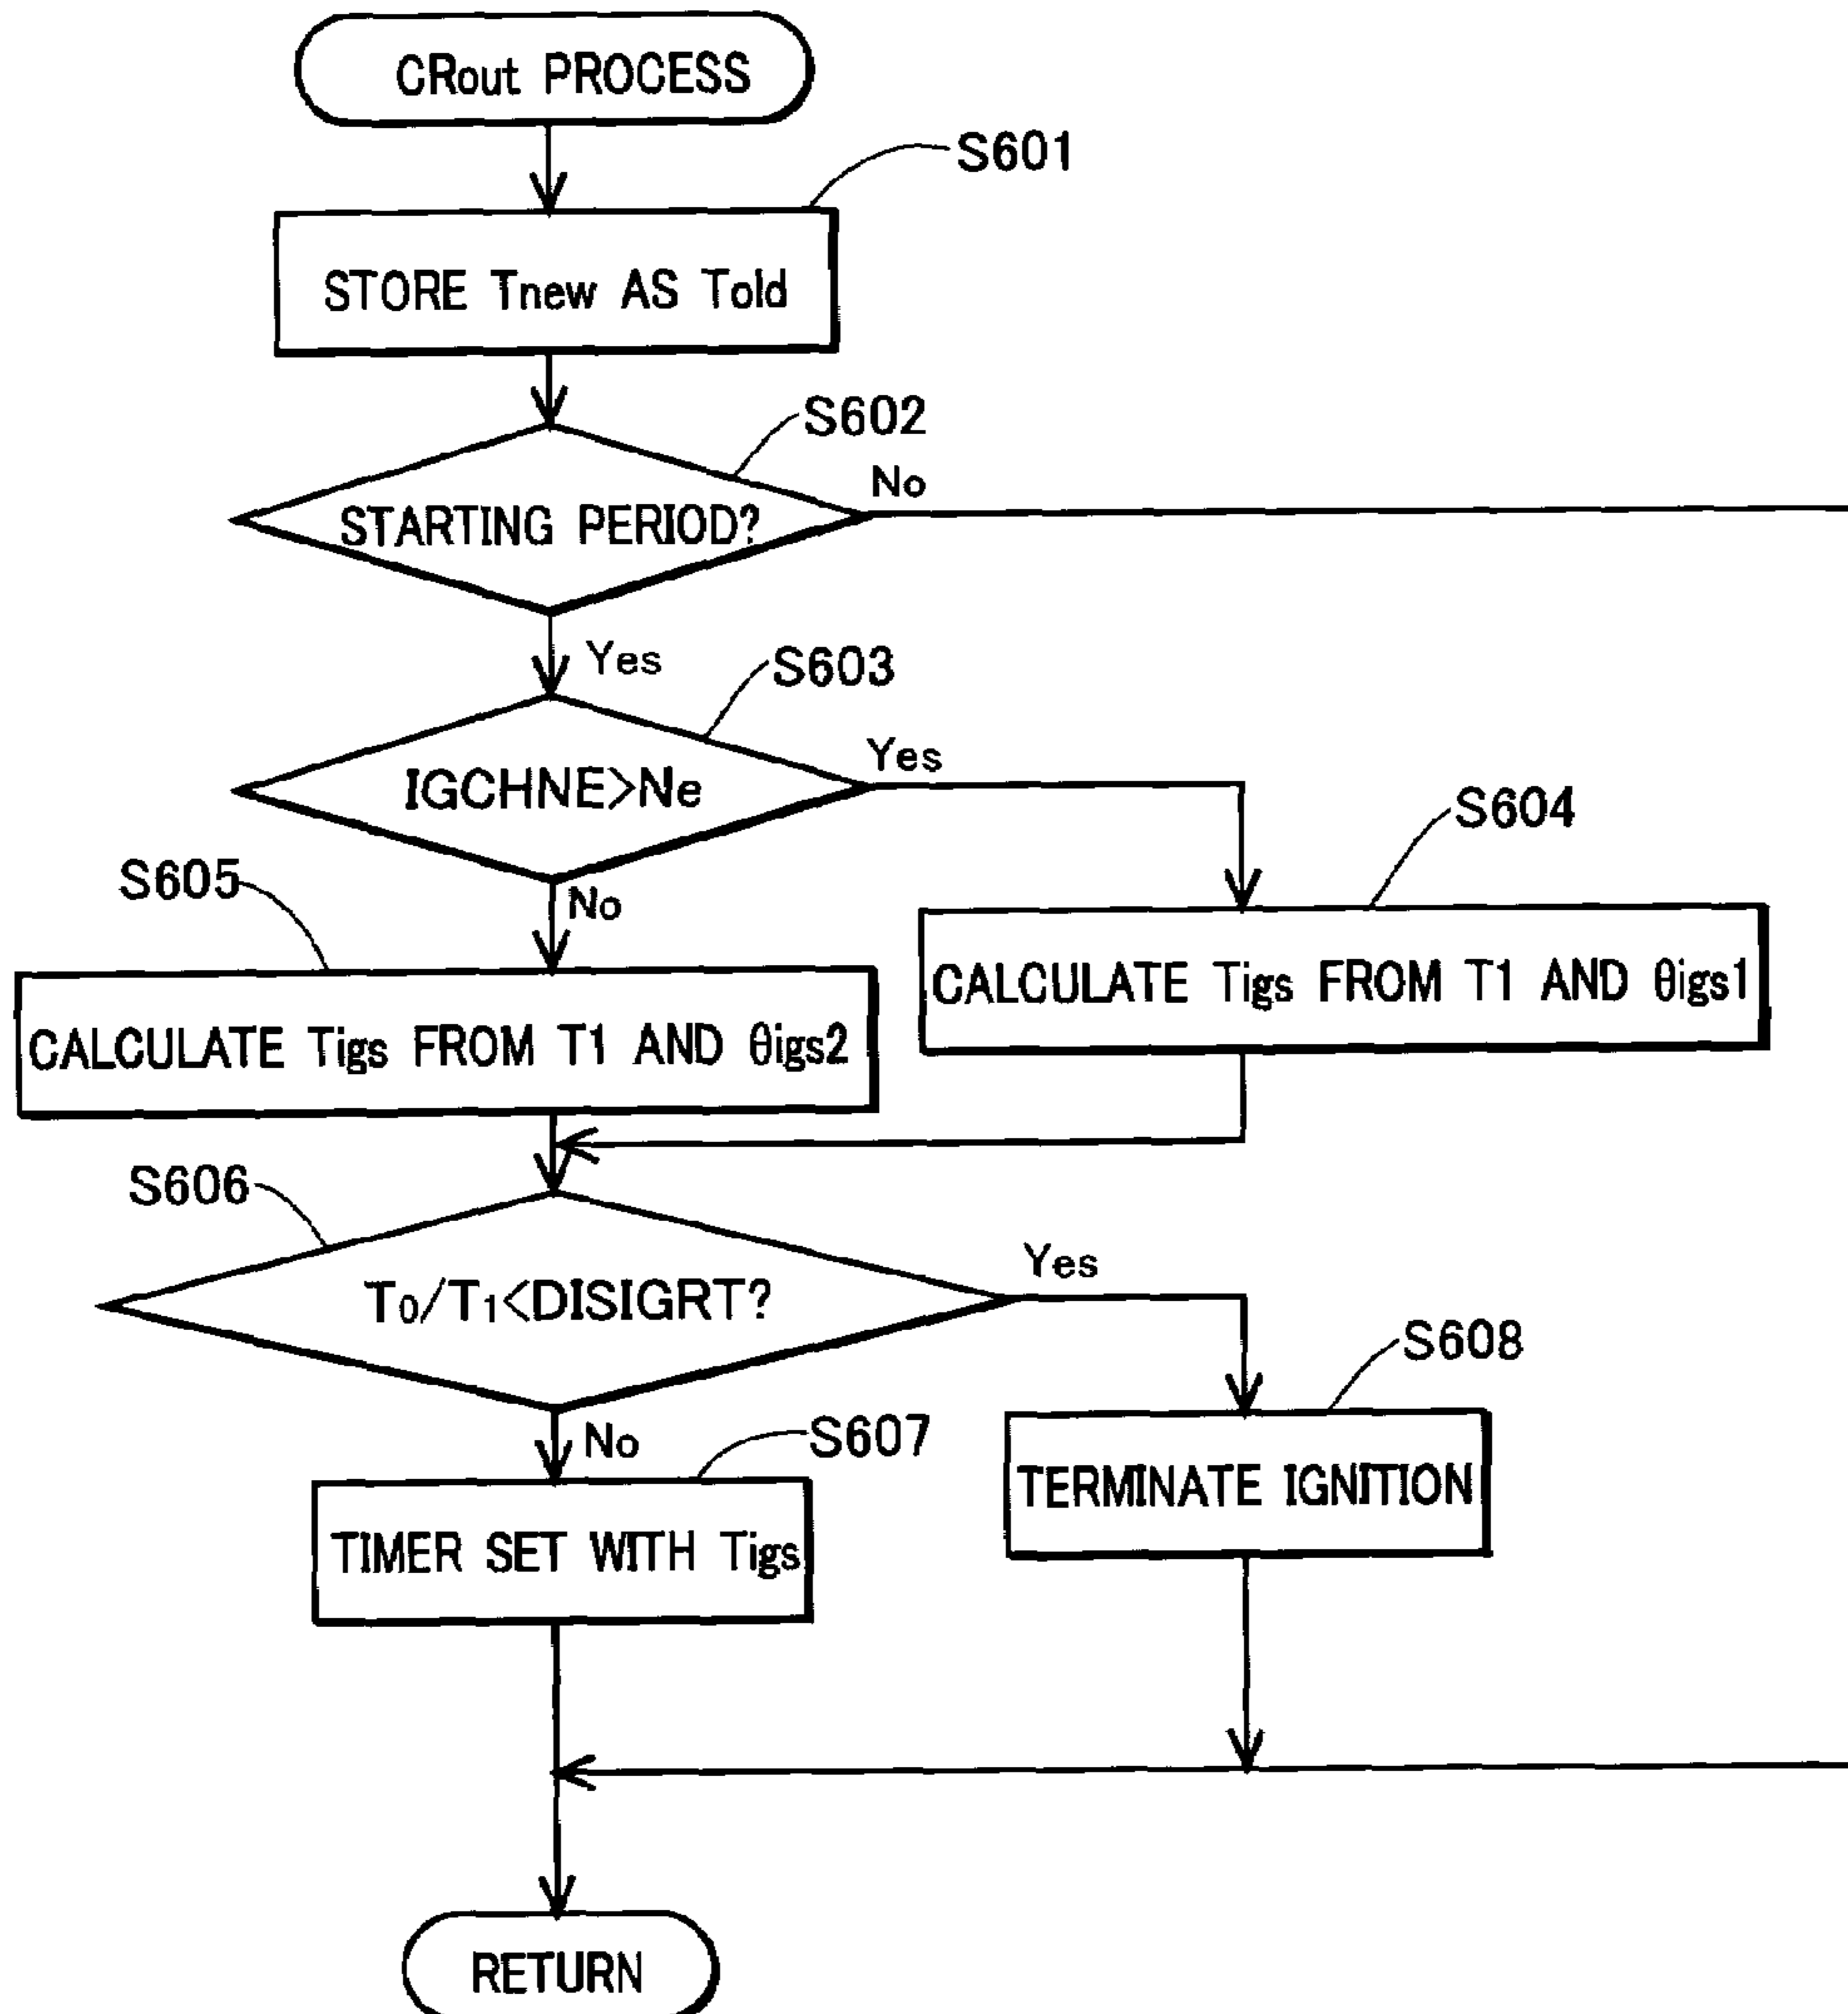 CRout PROCESS
S601
STORE Tnew AS Told
S602
No
STARTING PERIOD?
Yes
S603
Yes
IGCHNE>Ne
S604
S605
No
CALCULATE Tigs FROM T1 AND θigs1
CALCULATE Tigs FROM T1 AND θigs2
S606
Yes
T0/T1<DISIGRT?
S608
No
S607
TERMINATE IGNITION
TIMER SET WITH Tigs
RETURN